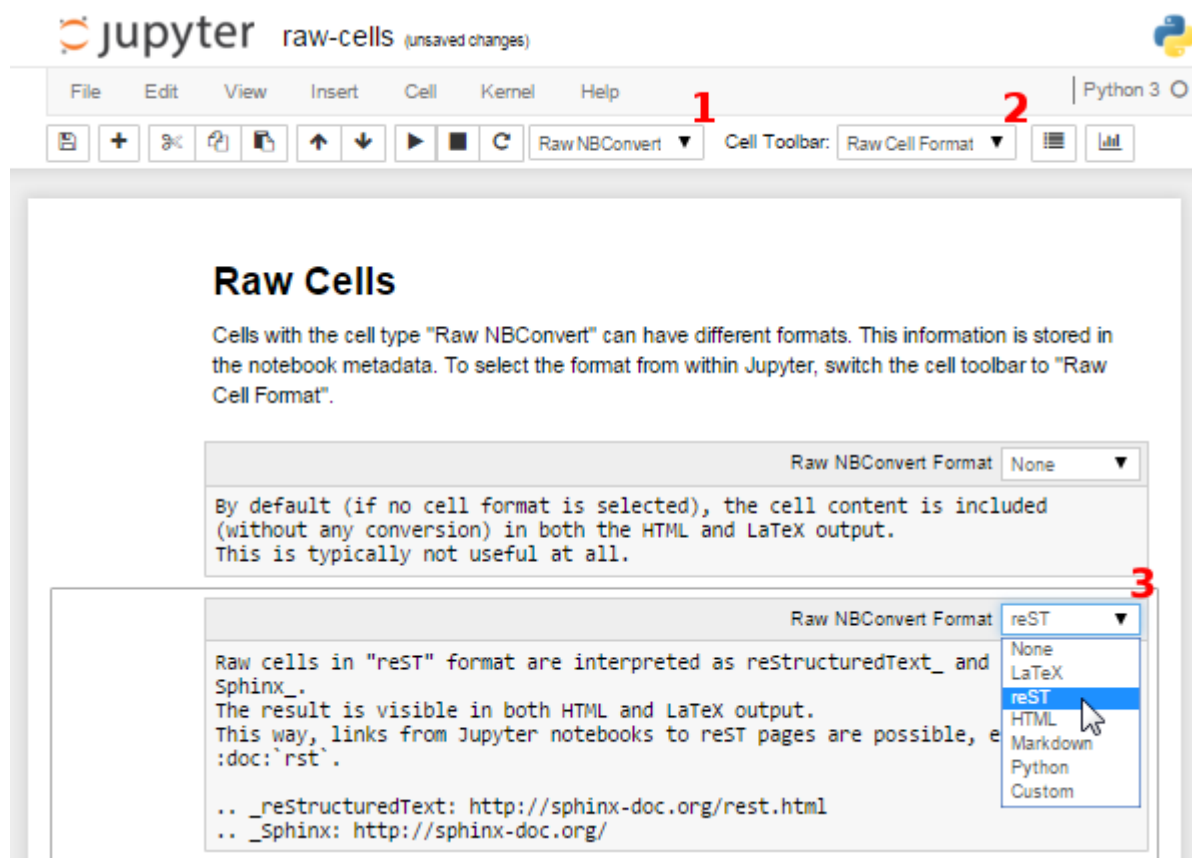 jupyter raw-cells (unsaved changes)
File Edit View Insert Cell Kernel Help Python 3
1 2
Raw NBConvert Cell Toolbar: Raw Cell Format
Raw Cells
Cells with the cell type "Raw NBConvert" can have different formats. This information is stored in
the notebook metadata. To select the format from within Jupyter, switch the cell toolbar to "Raw
Cell Format".
Raw NBConvert Format None
By default (if no cell format is selected), the cell content is included
(without any conversion) in both the HTML and LaTeX output.
This is typically not useful at all.
3
Raw NBConvert Format reST
None
LaTeX
reST
HTML
Markdown
Python
Custom
Raw cells in "reST" format are interpreted as reStructuredText_ and
Sphinx_.
The result is visible in both HTML and LaTeX output.
This way, links from Jupyter notebooks to reST pages are possible, e
:doc:`rst`.
.. _reStructuredText: http://sphinx-doc.org/rest.html
.. _Sphinx: http://sphinx-doc.org/